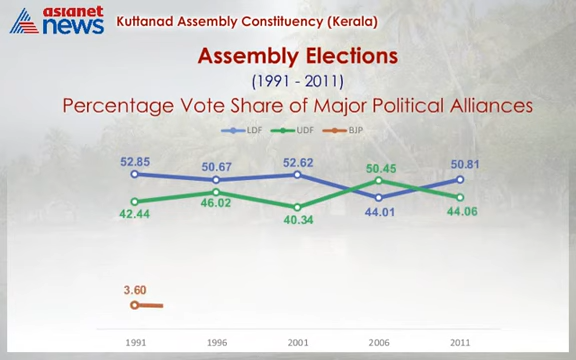 asianet
news
Kuttanad Assembly Constituency (Kerala)
Assembly Elections
(1991 - 2011)
Percentage Vote Share of Major Political Alliances
LDF UDF BJP
52.85 50.67 52.62 50.45 50.81
42.44 46.02 40.34 44.01 44.06
3.60
1991 1996 2001 2006 2011